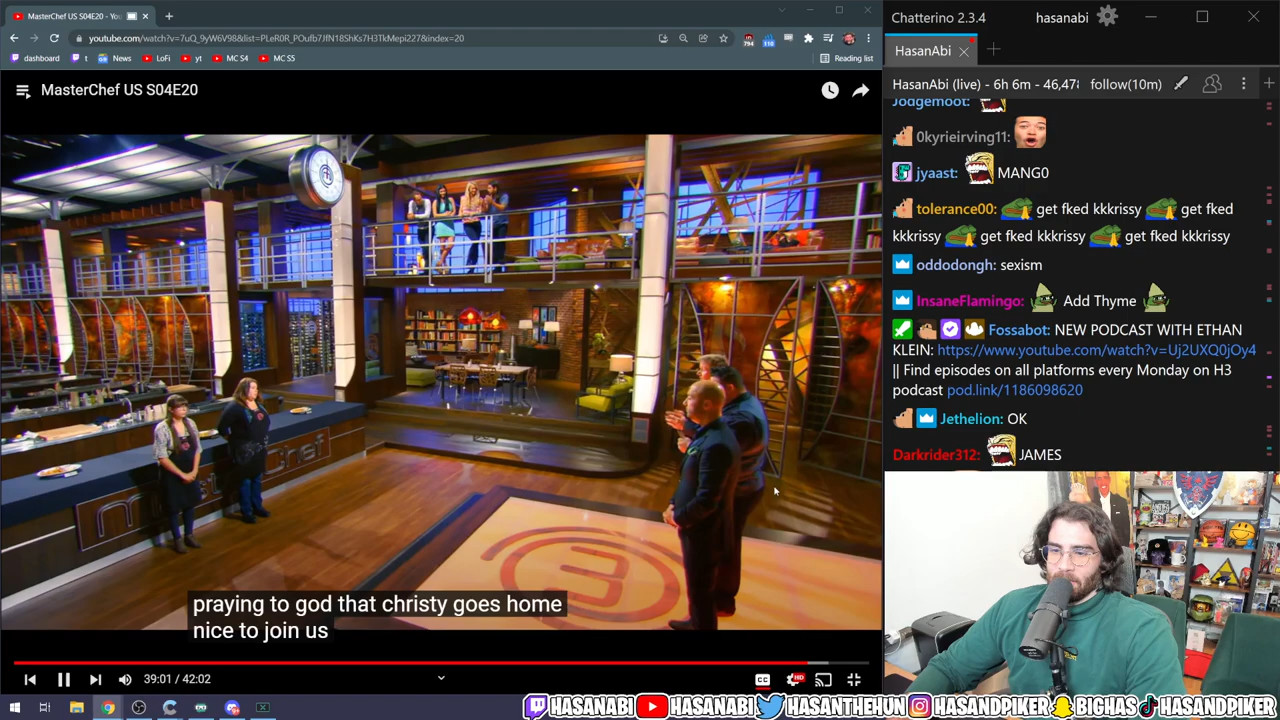 MasterChef US S04E20 - You
youtube.com/watch?v=7uQ_9yW6V98&list=PLeR0R_POufb7JfN18ShKs7H3TkMepi227&index=20
794
110
dashboard
t
News
LoFi
yt
MC S4
MC S5
Reading list
MasterChef US S04E20
praying to god that christy goes home
nice to join us
39:01 / 42:02
CC
HD
Chatterino 2.3.4
hasanabi
HasanAbi
HasanAbi (live) - 6h 6m - 46,47
follow(10m)
Jodgemoot:
0kyrieirving11:
jyaast: MANG0
tolerance00: get fked kkkrissy get fked
kkkrissy get fked kkkrissy get fked kkkrissy
oddodongh: sexism
InsaneFlamingo: Add Thyme
Fossabot: NEW PODCAST WITH ETHAN
KLEIN: https://www.youtube.com/watch?v=Uj2UXQ0jOy4
|| Find episodes on all platforms every Monday on H3
podcast pod.link/1186098620
Jethelion: OK
Darkrider312: JAMES
HASANABI HASANABI HASANTHEHUN HASANDPIKER BIGHAS HASANDPIKER